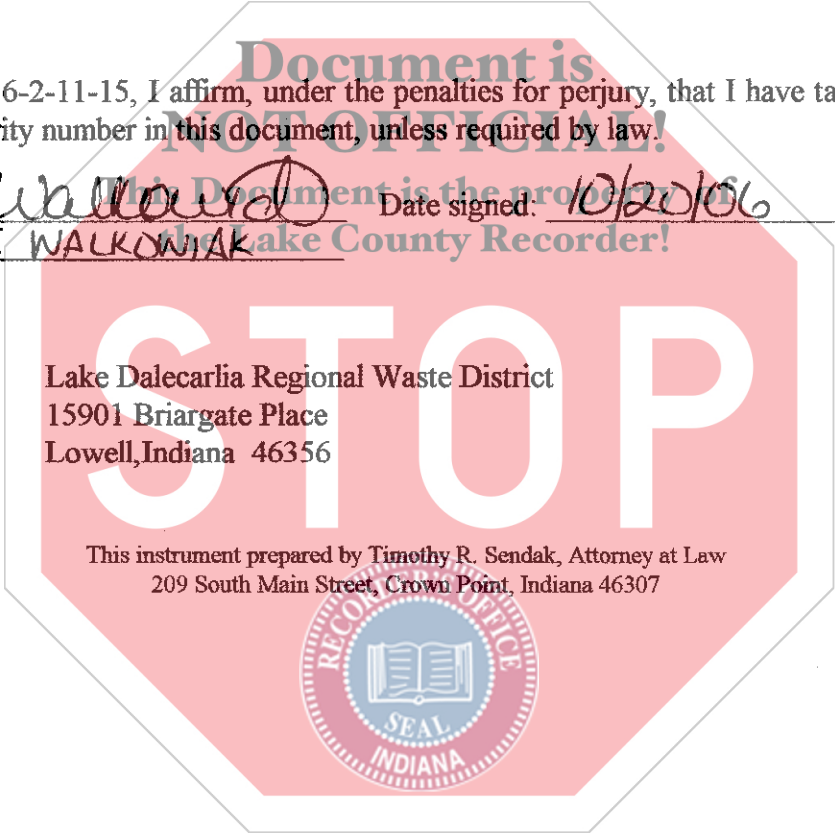 Document is
6-2-11-15, I affirm, under the penalties for perjury, that I have ta
ity number in this document, unless required by law.
NOT OFFICIAL!
This Document is the property of
Walkowiak Date signed: 10/20/06
the Lake County Recorder!
WALKOWIAK
STOP
Lake Dalecarlia Regional Waste District
15901 Briargate Place
Lowell,Indiana 46356
This instrument prepared by Timothy R. Sendak, Attorney at Law
209 South Main Street, Crown Point, Indiana 46307
RECORDER'S OFFICE
SEAL
INDIANA